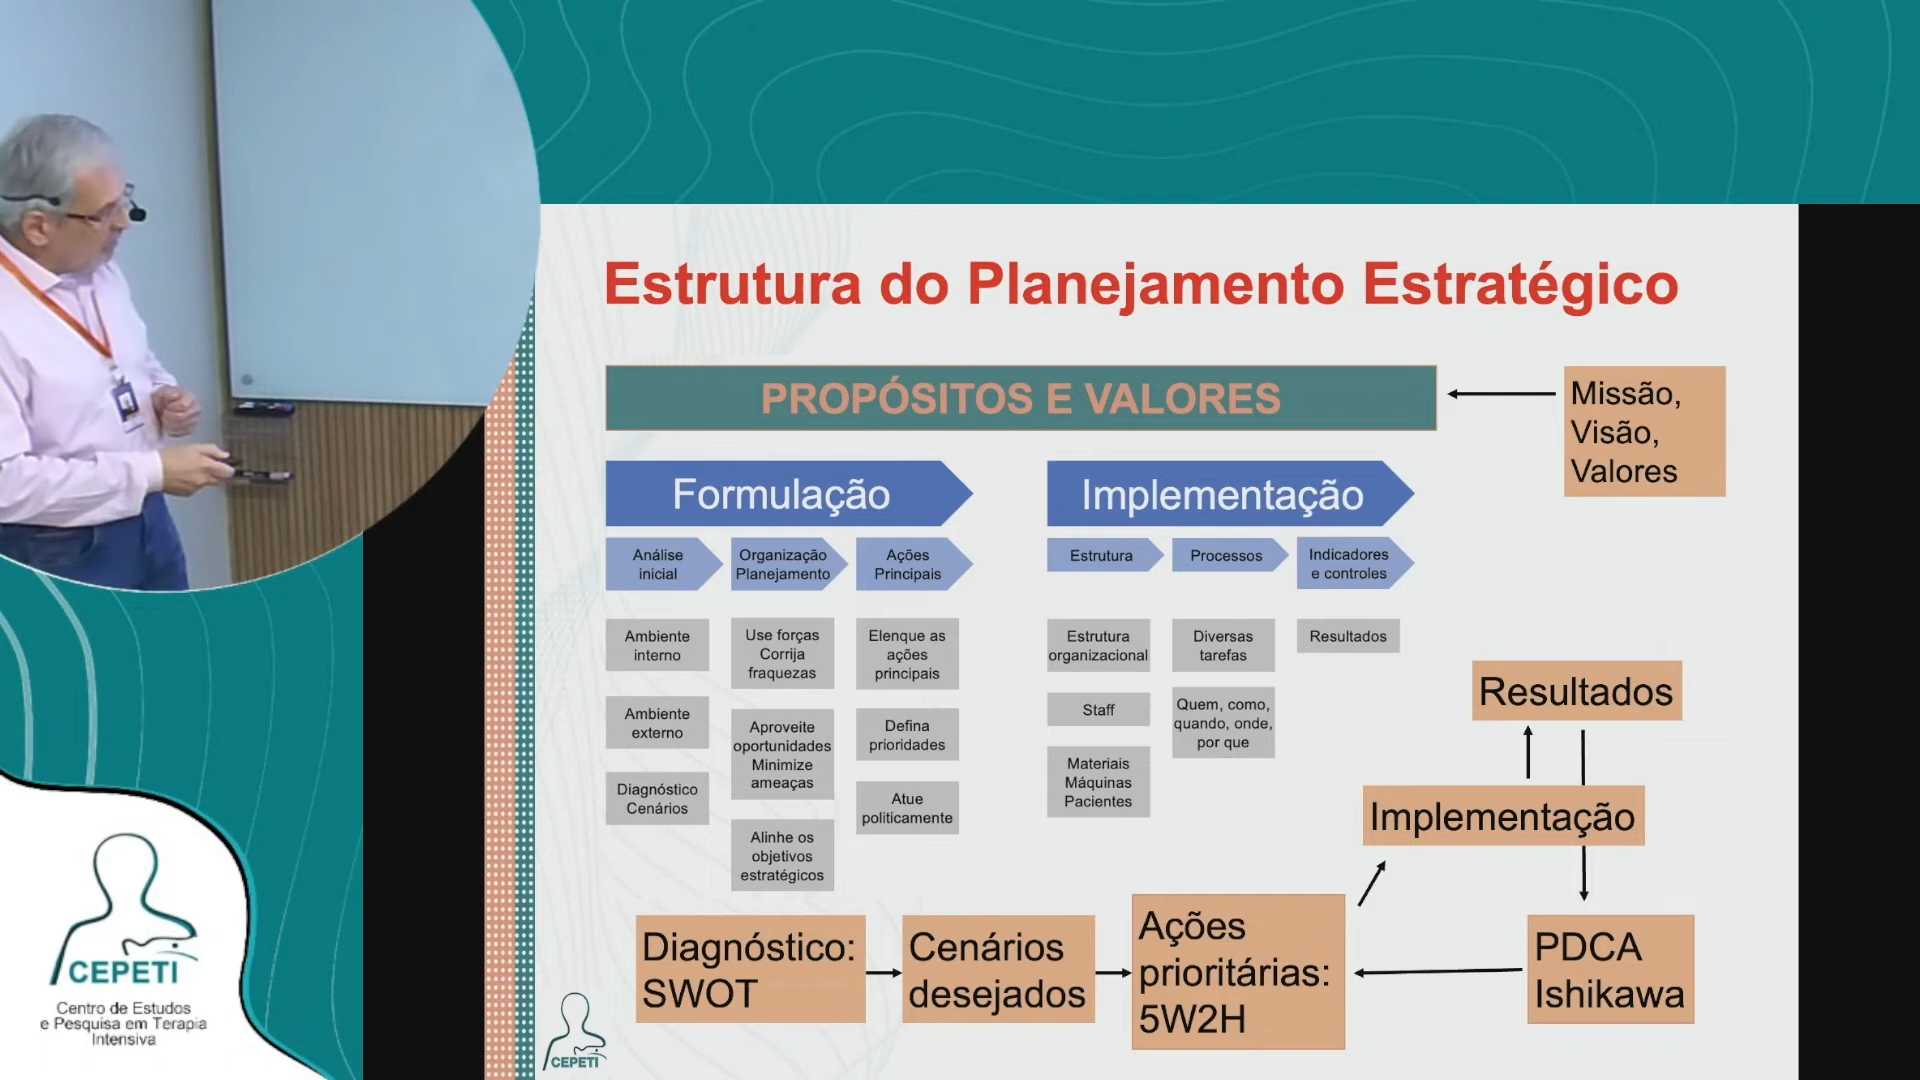 Estrutura do Planejamento Estratégico
PROPÓSITOS E VALORES
Missão,
Visão,
Valores
Formulação
Implementação
Análise
inicial
Organização
Planejamento
Ações
Principais
Estrutura
Processos
Indicadores
e controles
Ambiente
interno
Ambiente
externo
Diagnóstico
Cenários
Use forças
Corrija
fraquezas
Aproveite
oportunidades
Minimize
ameaças
Alinhe os
objetivos
estratégicos
Elenque as
ações
principais
Defina
prioridades
Atue
politicamente
Estrutura
organizacional
Staff
Materiais
Máquinas
Pacientes
Diversas
tarefas
Quem, como,
quando, onde,
por que
Resultados
Resultados
Implementação
Diagnóstico:
SWOT
Cenários
desejados
Ações
prioritárias:
5W2H
PDCA
Ishikawa
CEPETI
CEPETI
Centro de Estudos
e Pesquisa em Terapia
Intensiva